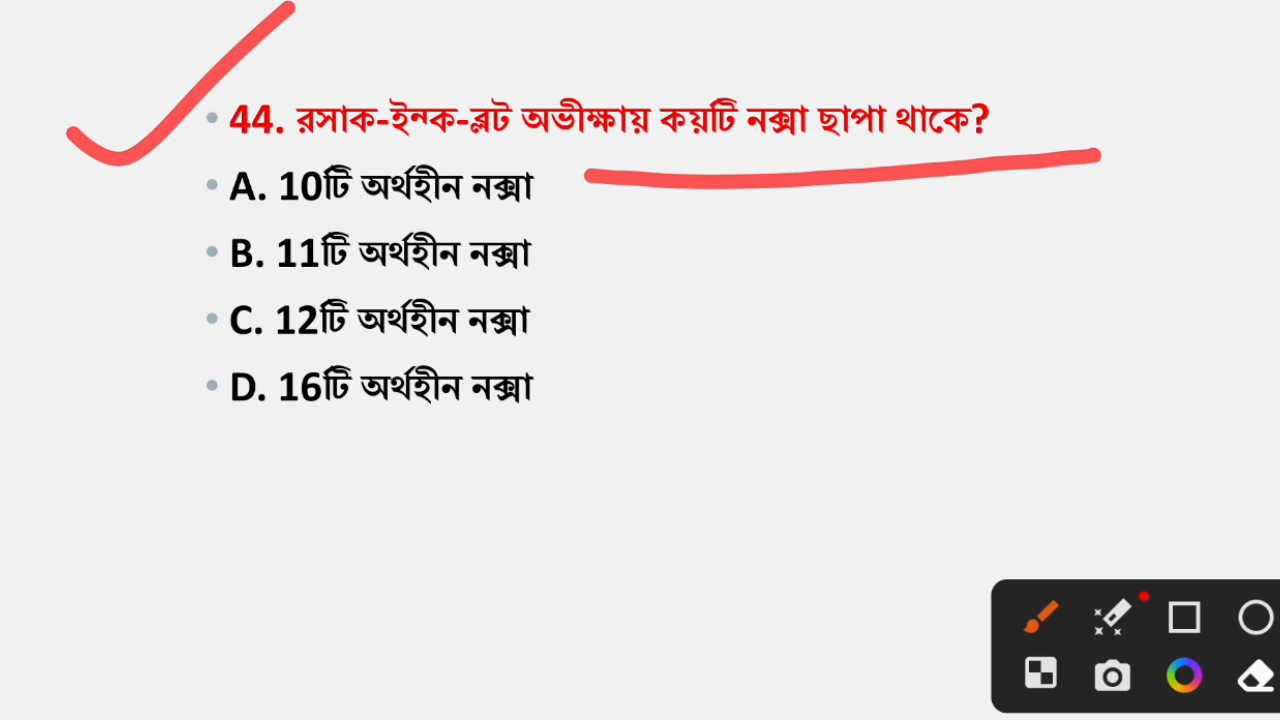 44. রসাক-ইন্ক-ব্লট অভীক্ষায় কয়টি নক্সা ছাপা থাকে?
A. 10টি অর্থহীন নক্সা
B. 11টি অর্থহীন নক্সা
C. 12টি অর্থহীন নক্সা
D. 16টি অর্থহীন নক্সা